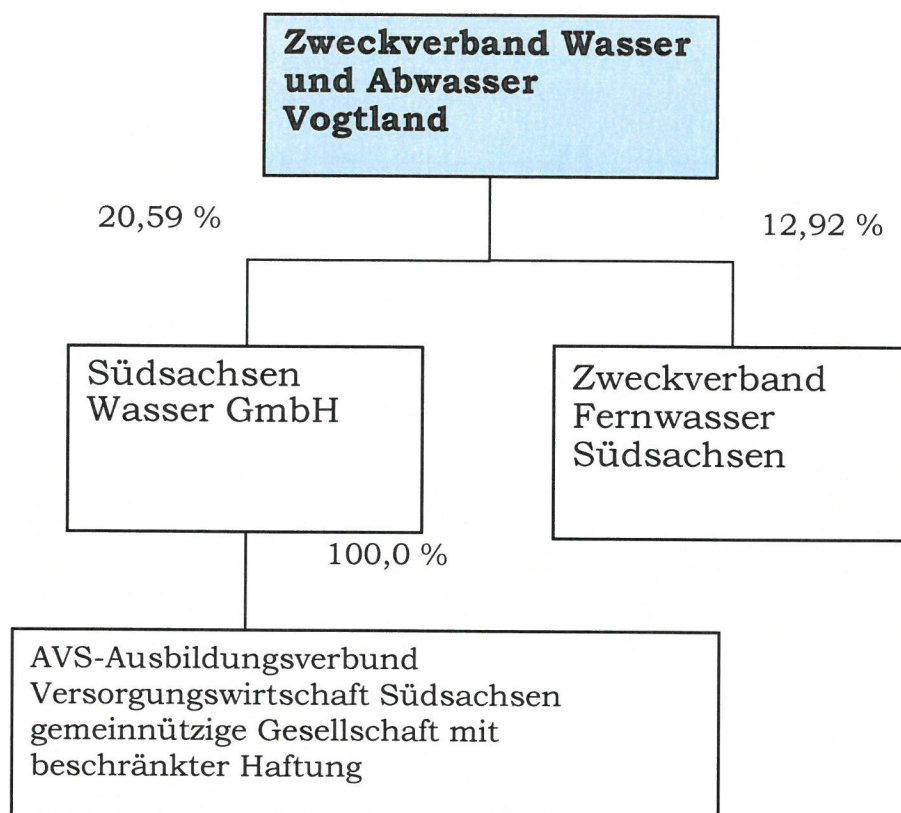 Zweckverband Wasser
und Abwasser
Vogtland
20,59 %
12,92 %
Südsachsen
Wasser GmbH
Zweckverband
Fernwasser
Südsachsen
100,0 %
AVS-Ausbildungsverbund
Versorgungswirtschaft Südsachsen
gemeinnützige Gesellschaft mit
beschränkter Haftung